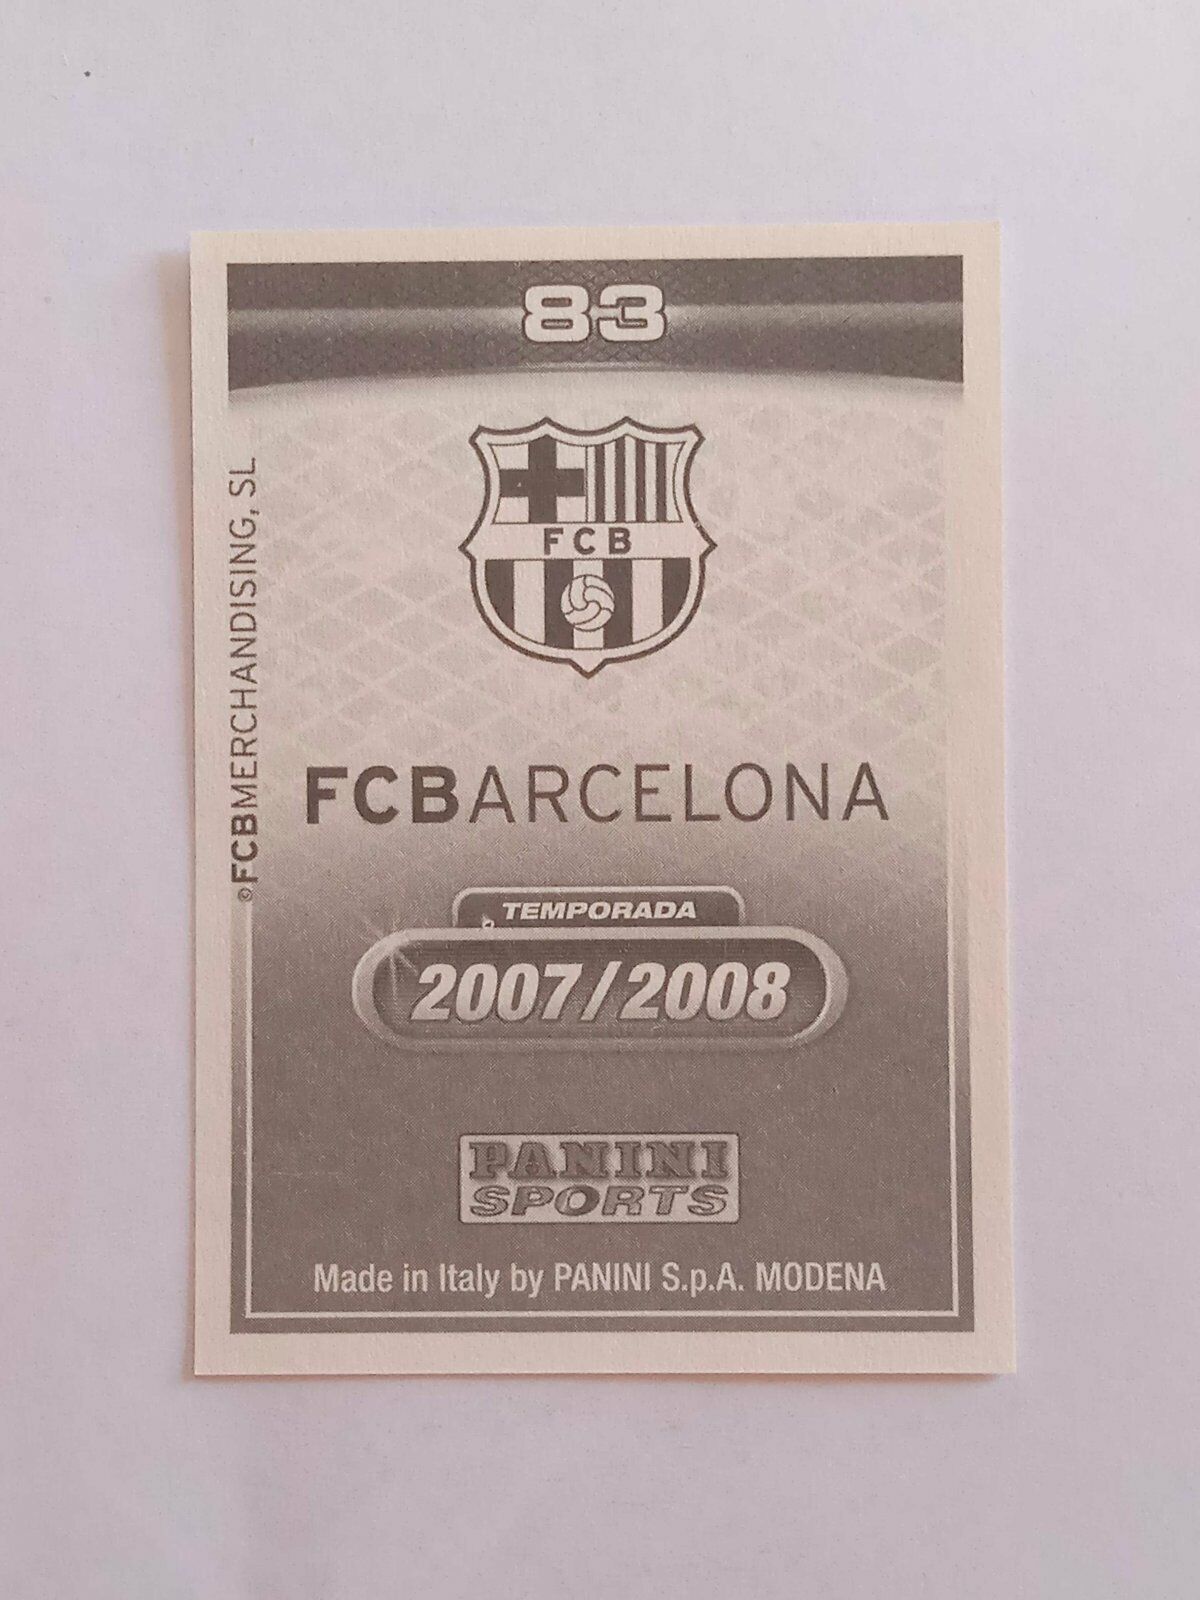 83
FCB
©FCBMERCHANDISING, SL
FCBARCELONA
TEMPORADA
2007/2008
PANINI
SPORTS
Made in Italy by PANINI S.p.A. MODENA